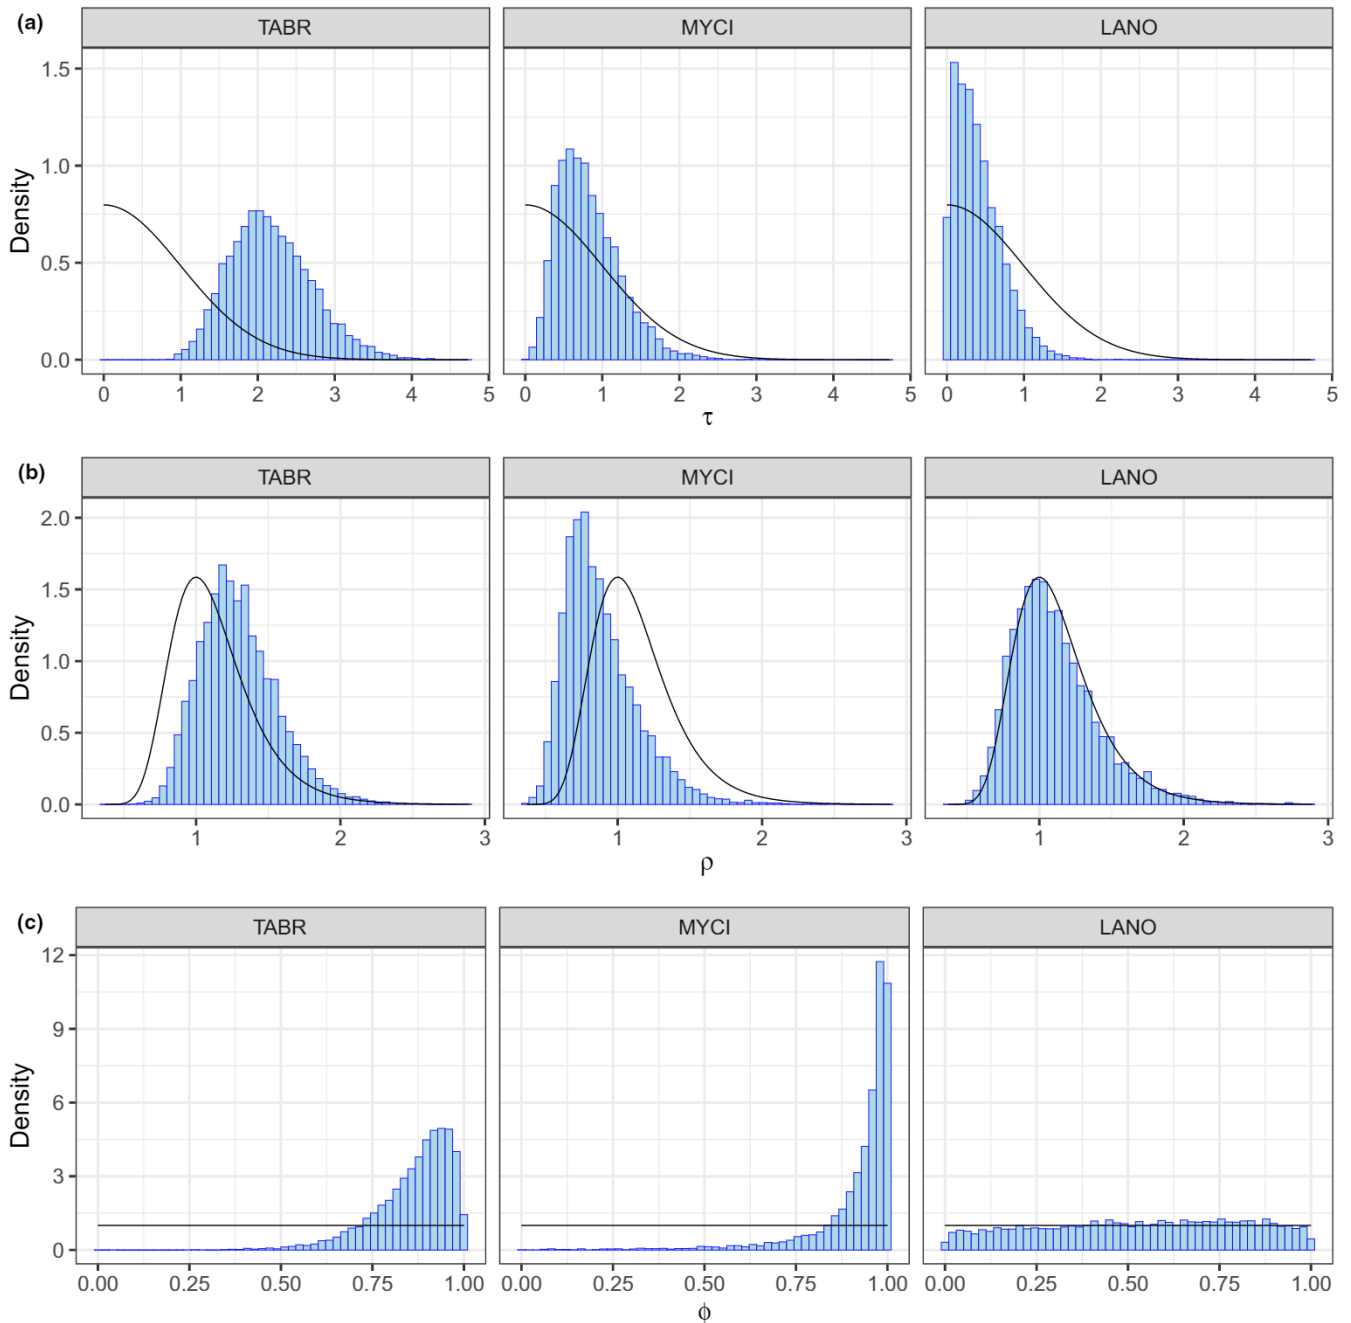 (a)
TABR MYCI LANO
1.5
1.0
0.5
0.0
Density
0 1 2 3 4 5 0 1 2 3 4 5 0 1 2 3 4 5
τ
(b)
TABR MYCI LANO
2.0
1.5
1.0
0.5
0.0
Density
1 2 3 1 2 3 1 2 3
ρ
(c)
TABR MYCI LANO
12
9
6
3
0
Density
0.00 0.25 0.50 0.75 1.00 0.00 0.25 0.50 0.75 1.00 0.00 0.25 0.50 0.75 1.00
ϕ